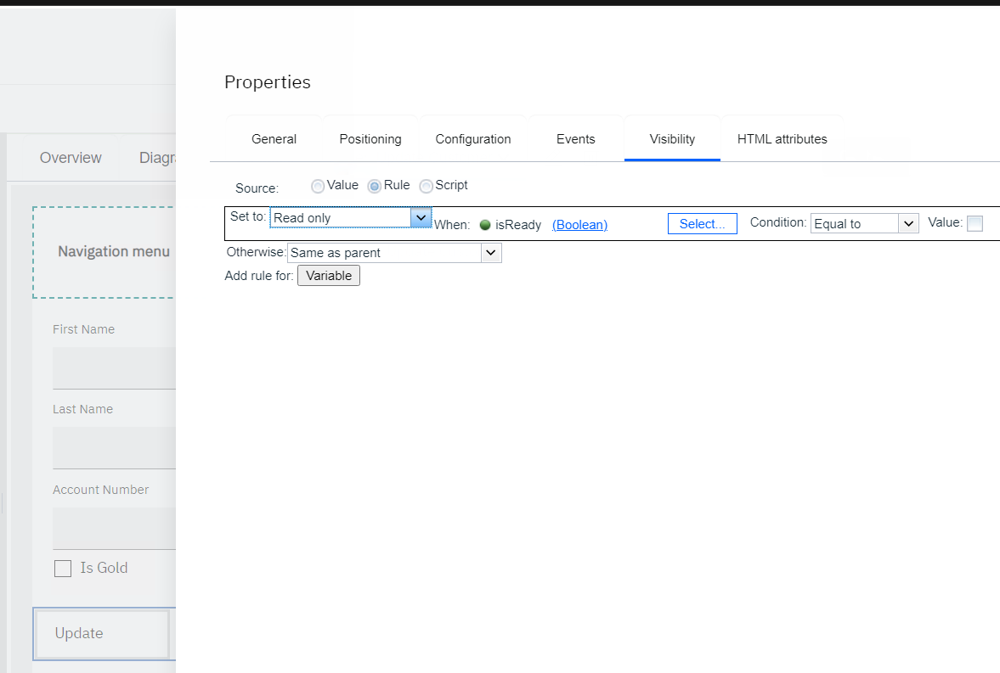 Properties
General Positioning Configuration Events Visibility HTML attributes
Overview Diagra
Source: Value Rule Script
Set to: Read only When: isReady (Boolean) Select... Condition: Equal to Value:
Otherwise: Same as parent
Add rule for: Variable
Navigation menu
First Name
Last Name
Account Number
Is Gold
Update